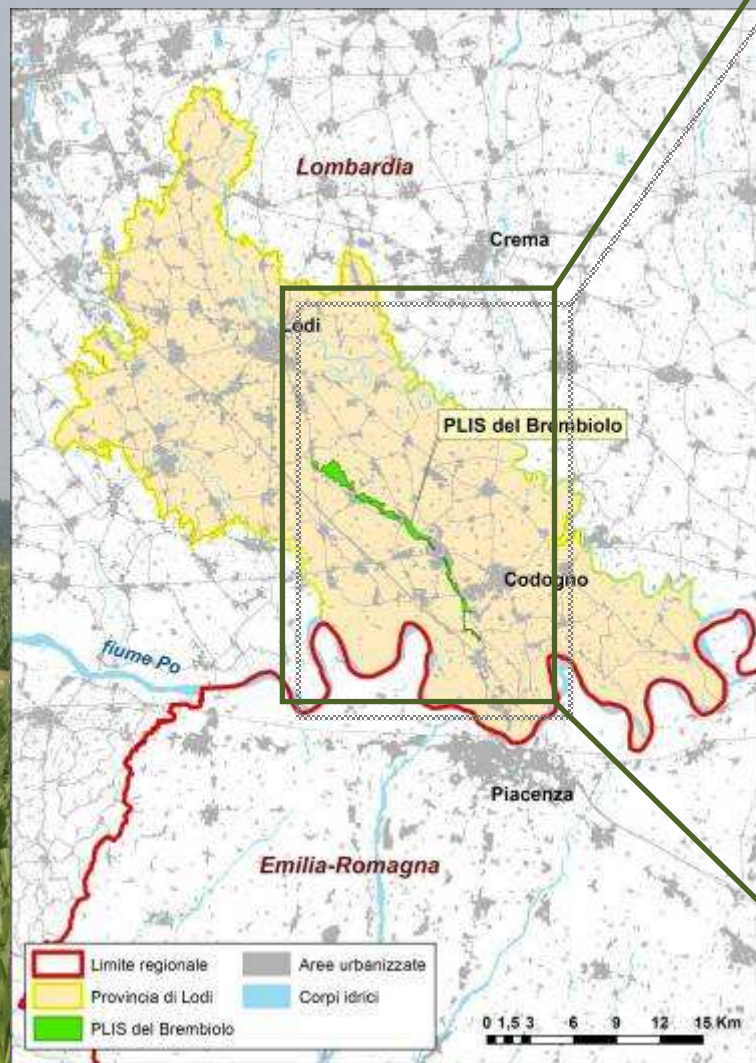 Lombardia
Crema
Lodi
PLIS del Brembiolo
Codogno
fiume Po
Piacenza
Emilia-Romagna
Limite regionale
Aree urbanizzate
Provincia di Lodi
Corpi idrici
PLIS del Brembiolo
0 1,5 3 6 9 12 15 Km